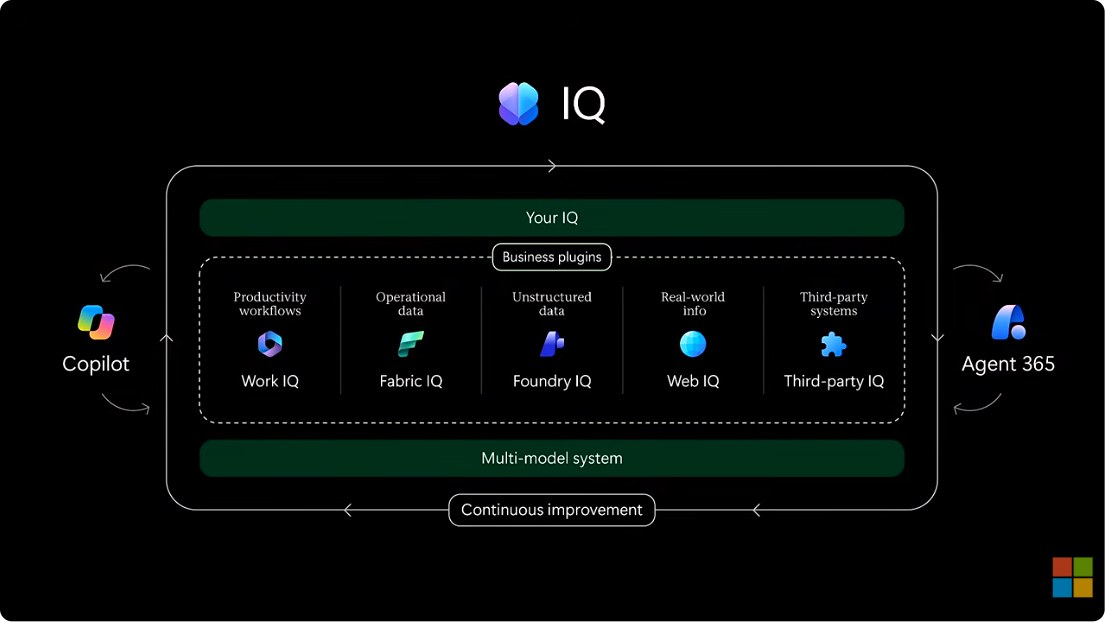 IQ
Your IQ
Business plugins
Productivity
workflows
Work IQ
Operational
data
Fabric IQ
Unstructured
data
Foundry IQ
Real-world
info
Web IQ
Third-party
systems
Third-party IQ
Copilot
Agent 365
Multi-model system
Continuous improvement